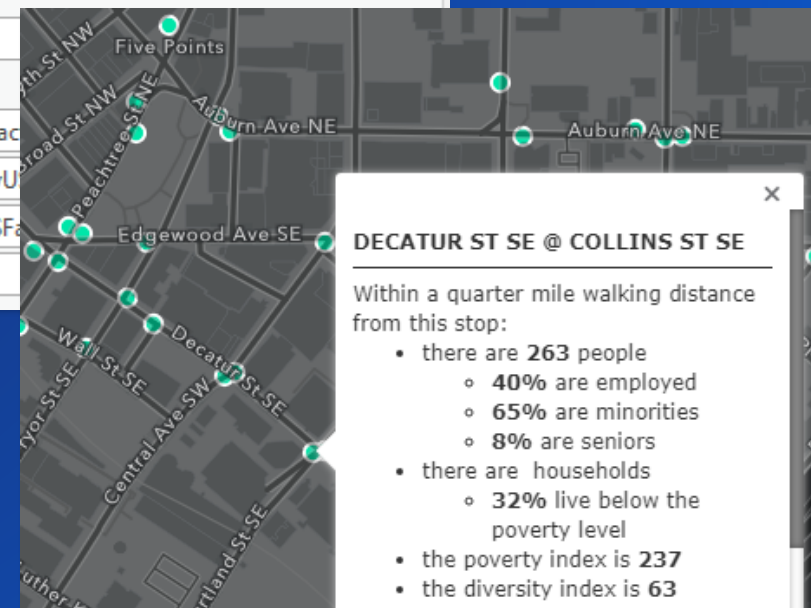 Five Points
Auburn Ave NE
Auburn Ave NE
Broad St NW
Peachtree St NE
Edgewood Ave SE
Decatur St SE
Wall St SE
Central Ave SW
DECATUR ST SE @ COLLINS ST SE
Within a quarter mile walking distance
from this stop:
• there are 263 people
◦ 40% are employed
◦ 65% are minorities
◦ 8% are seniors
• there are households
◦ 32% live below the
poverty level
• the poverty index is 237
• the diversity index is 63